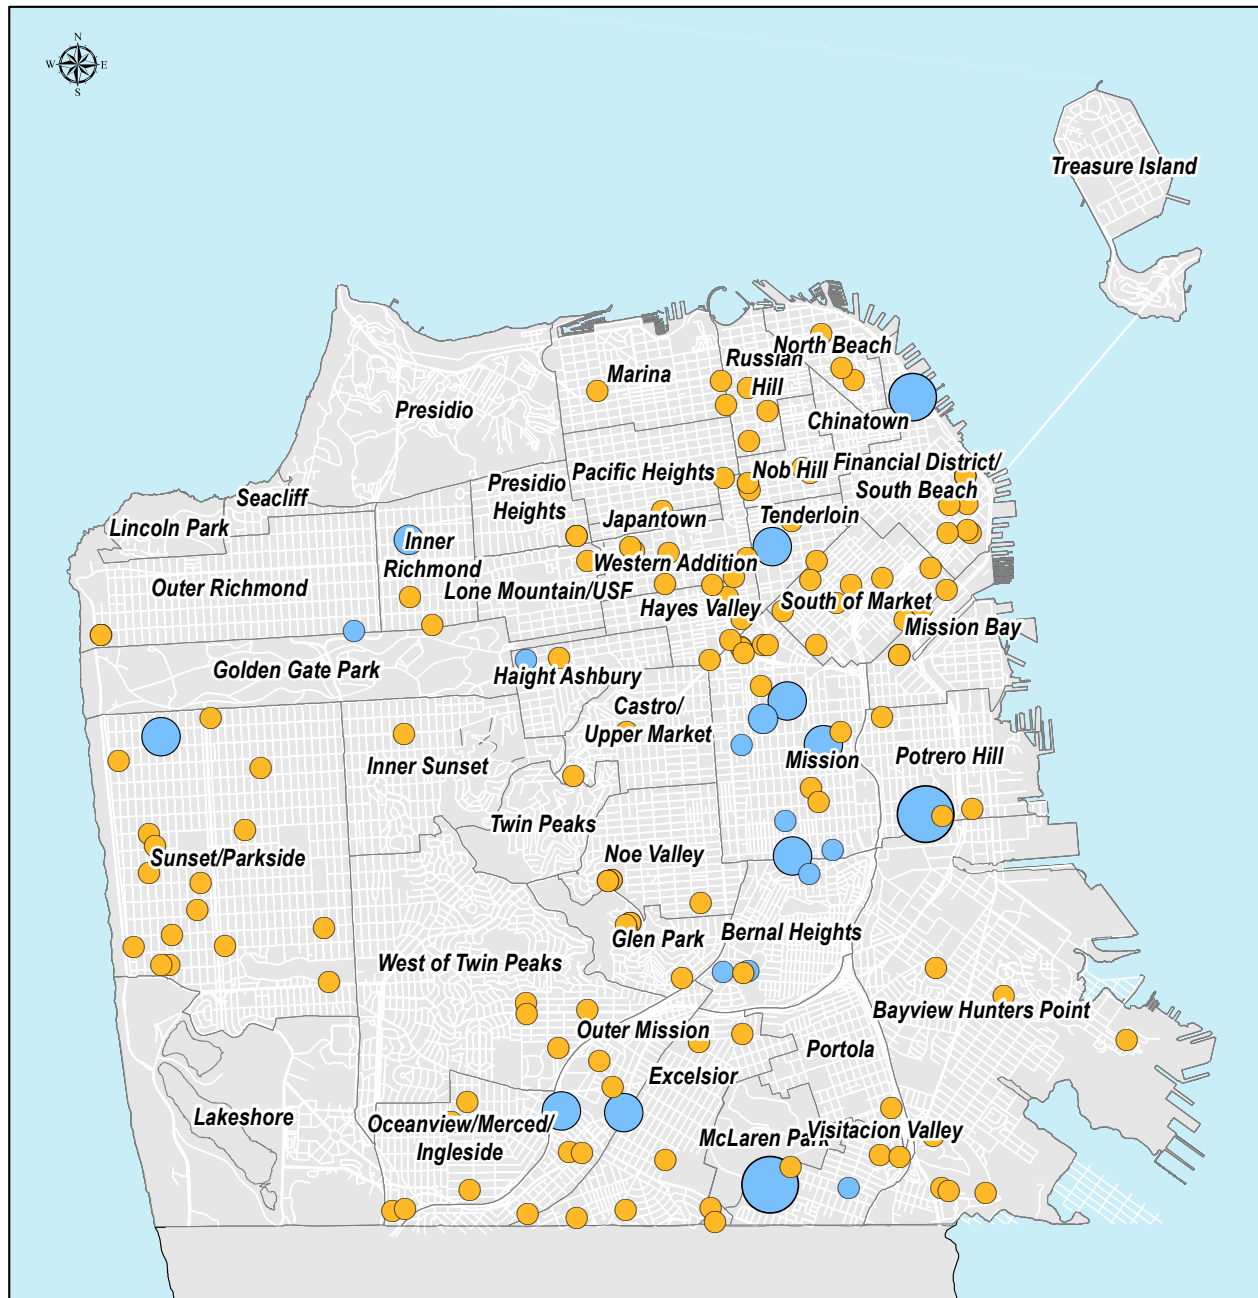 N
W E
S
Treasure Island
North Beach
Russian
Hill
Marina
Presidio
Chinatown
Pacific Heights
Nob Hill
Financial District/
South Beach
Seacliff
Presidio
Heights
Lincoln Park
Japantown
Tenderloin
Inner
Richmond
Western Addition
Outer Richmond
Lone Mountain/USF
Hayes Valley
South of Market
Mission Bay
Golden Gate Park
Haight Ashbury
Castro/
Upper Market
Inner Sunset
Mission
Potrero Hill
Twin Peaks
Noe Valley
Sunset/Parkside
Glen Park
Bernal Heights
West of Twin Peaks
Bayview Hunters Point
Outer Mission
Portola
Excelsior
Lakeshore
Oceanview/Merced/
Ingleside
McLaren Park
Visitacion Valley